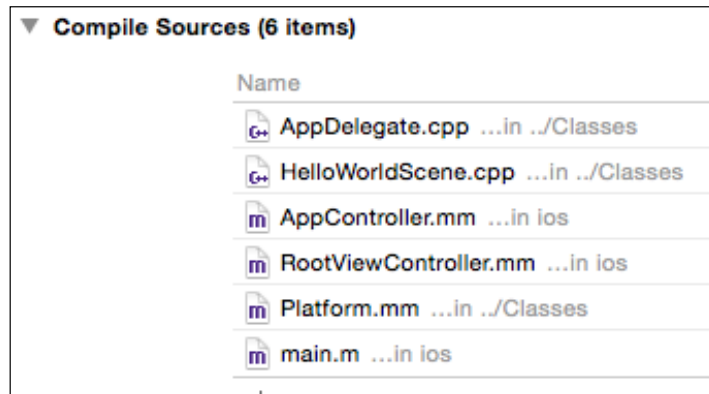 Compile Sources (6 items)
Name
AppDelegate.cpp ...in ../Classes
HelloWorldScene.cpp ...in ../Classes
AppController.mm ...in ios
RootViewController.mm ...in ios
Platform.mm ...in ../Classes
main.m ...in ios